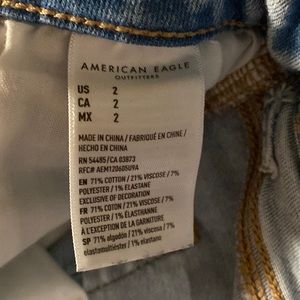 AMERICAN EAGLE
OUTFITTERS
US 2
CA 2
MX 2
MADE IN CHINA / FABRIQUÉ EN CHINE /
HECHO EN CHINA
RN 54485/CA 03873
RFC# AEM120605U9A
EN 71% COTTON / 21% VISCOSE / 7%
POLYESTER / 1% ELASTANE
EXCLUSIVE OF DECORATION
FR 71% COTON / 21% VISCOSE / 7%
POLYESTER / 1% ÉLASTHANNE
À L'EXCEPTION DE LA GARNITURE
SP 71% algodón / 21% viscosa / 7%
elastamultiéster / 1% elastano